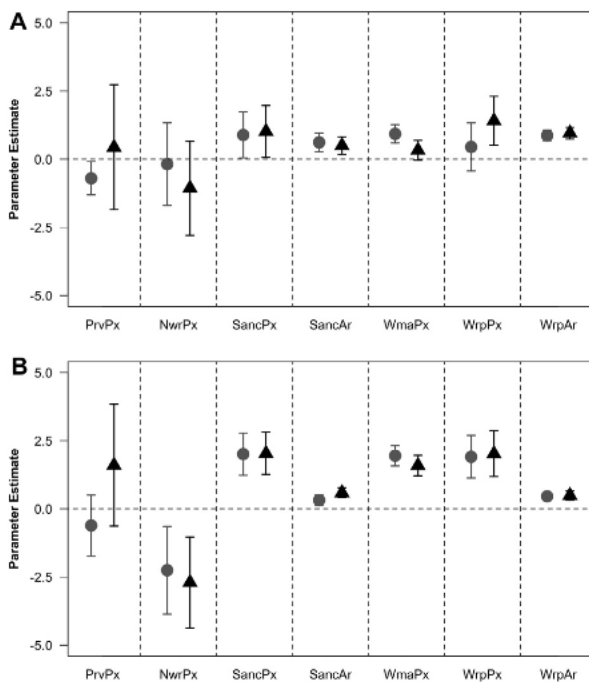 A
5.0
2.5
0.0
-2.5
-5.0
Parameter Estimate
PrvPx NwrPx SancPx SancAr WmaPx WrpPx WrpAr
B
5.0
2.5
0.0
-2.5
-5.0
Parameter Estimate
PrvPx NwrPx SancPx SancAr WmaPx WrpPx WrpAr